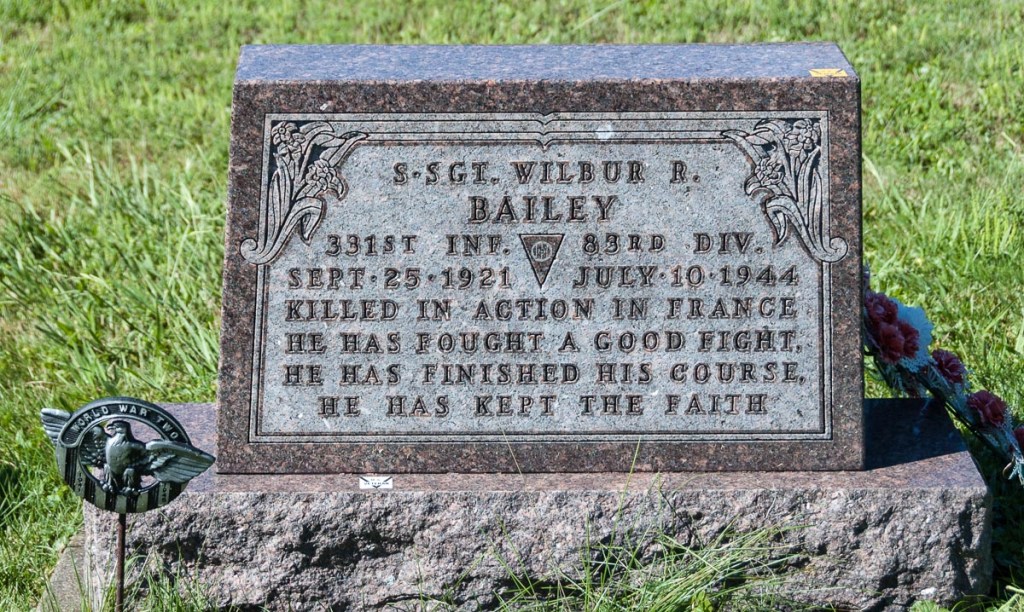 S·SGT. WILBUR R.
BAILEY
331ST INF. 83RD DIV.
SEPT·25·1921 JULY·10·1944
KILLED IN ACTION IN FRANCE
HE HAS FOUGHT A GOOD FIGHT,
HE HAS FINISHED HIS COURSE,
HE HAS KEPT THE FAITH
WORLD WAR TWO